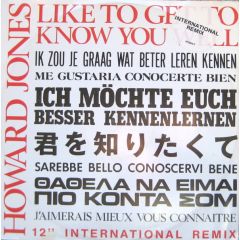 HOWARD JONES
LIKE TO GET TO
KNOW YOU WELL
INTERNATIONAL
REMIX
IK ZOU JE GRAAG WAT BETER LEREN KENNEN
ME GUSTARIA CONOCERTE BIEN
ICH MÖCHTE EUCH
BESSER KENNENLERNEN
君を知りたくて
SAREBBE BELLO CONOSCERVI BENE
ΘΑΘΕΛΑ ΝΑ ΕΙΜΑΙ
ΠΙΟ ΚΟΝΤΑ ΣΟΜ
J'AIMERAIS MIEUX VOUS CONNAITRE
12" INTERNATIONAL REMIX